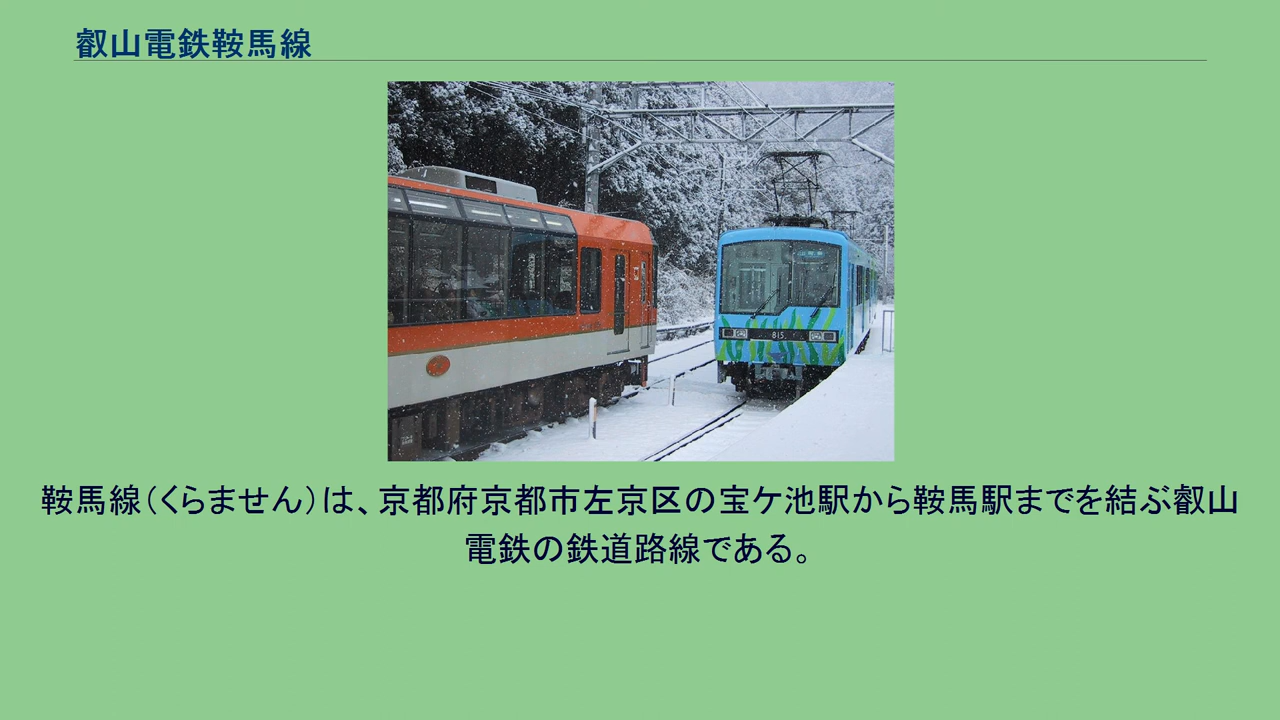 叡山電鉄鞍馬線
815
鞍馬線（くらません）は、京都府京都市左京区の宝ケ池駅から鞍馬駅までを結ぶ叡山
電鉄の鉄道路線である。